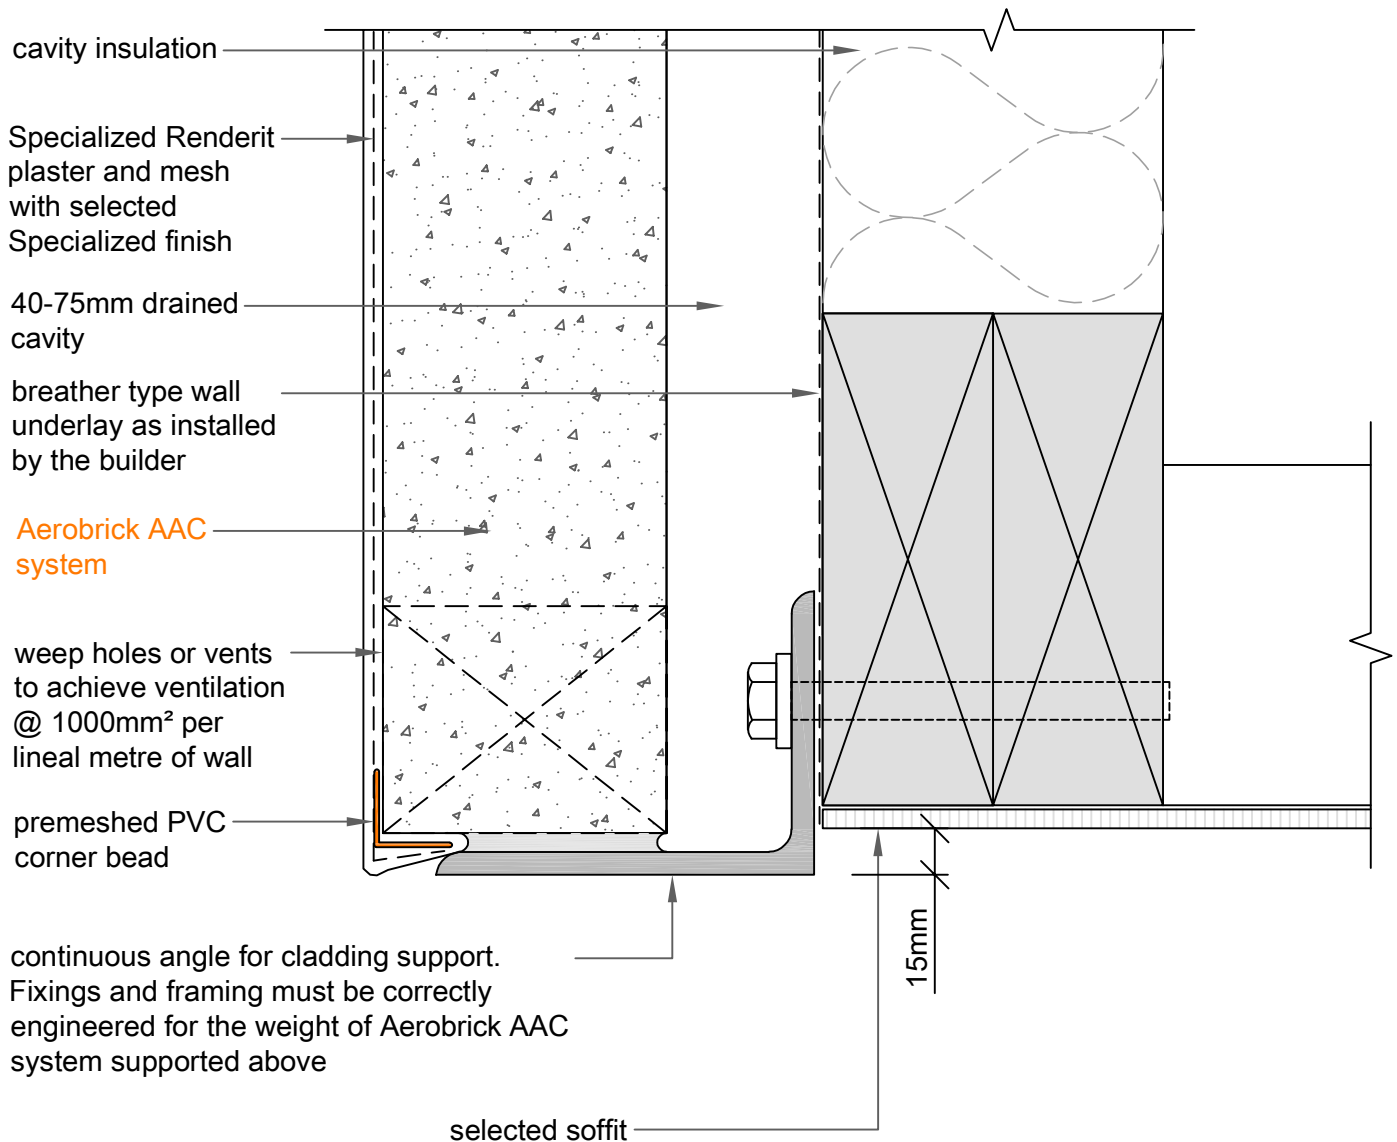 cavity insulation
Specialized Renderit
plaster and mesh
with selected
Specialized finish
40-75mm drained
cavity
breather type wall
underlay as installed
by the builder
Aerobrick AAC
system
weep holes or vents
to achieve ventilation
@ 1000mm² per
lineal metre of wall
premeshed PVC
corner bead
continuous angle for cladding support.
Fixings and framing must be correctly
engineered for the weight of Aerobrick AAC
system supported above
15mm
selected soffit